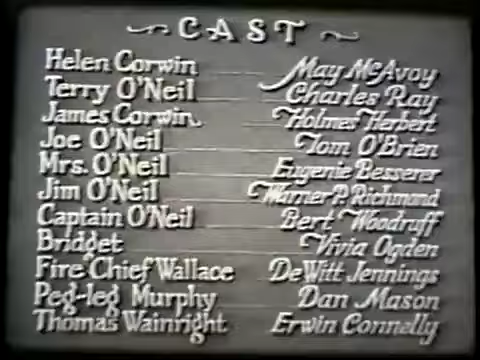 ~ CAST ~
Helen Corwin May McAvoy
Terry O'Neil Charles Ray
James Corwin Holmes Herbert
Joe O'Neil Tom O'Brien
Mrs. O'Neil Eugenie Besserer
Jim O'Neil Warner P. Richmond
Captain O'Neil Bert Woodruff
Bridget Vivia Ogden
Fire Chief Wallace DeWitt Jennings
Peg-leg Murphy Dan Mason
Thomas Wainright Erwin Connelly